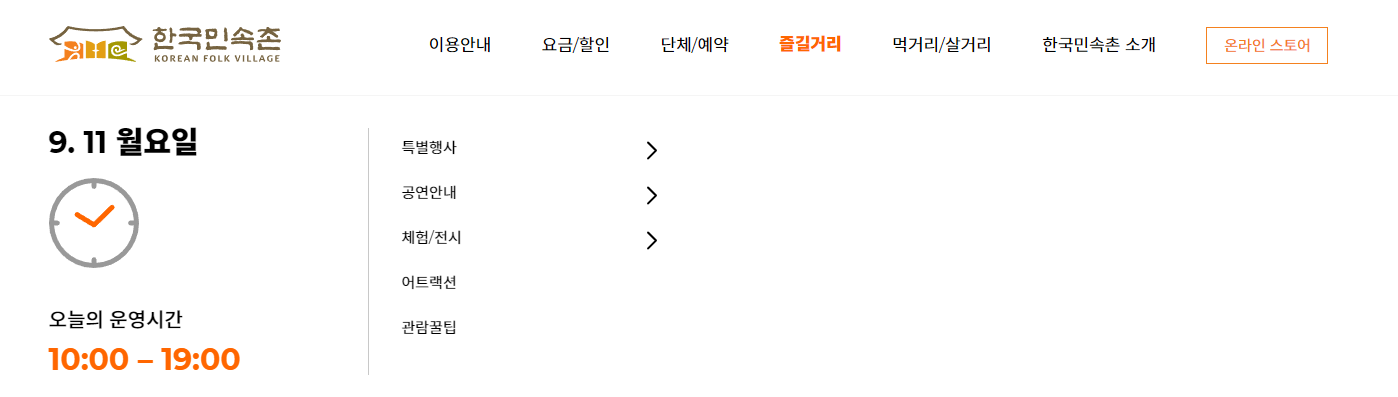 한국민속촌
KOREAN FOLK VILLAGE
이용안내 요금/할인 단체/예약 즐길거리 먹거리/살거리 한국민속촌 소개 온라인 스토어
9. 11 월요일
오늘의 운영시간
10:00 – 19:00
특별행사
공연안내
체험/전시
어트랙션
관람꿀팁